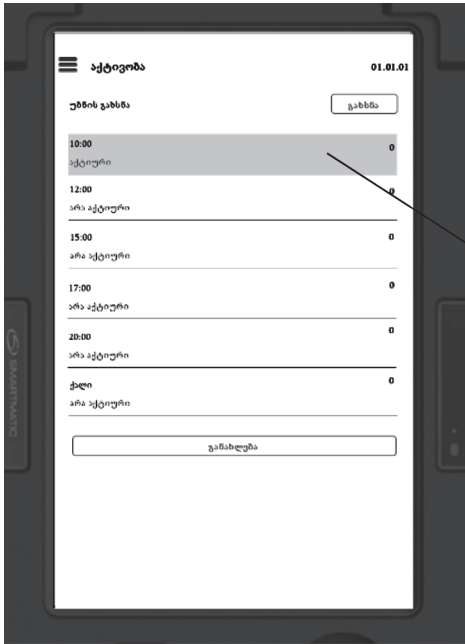 აქტივობა 01.01.01
უბნის გახსნა გახსნა
10:00 0
აქტიური
12:00 0
არა აქტიური
15:00 0
არა აქტიური
17:00 0
არა აქტიური
20:00 0
არა აქტიური
ქალი 0
არა აქტიური
განახლება
SMARTMATIC